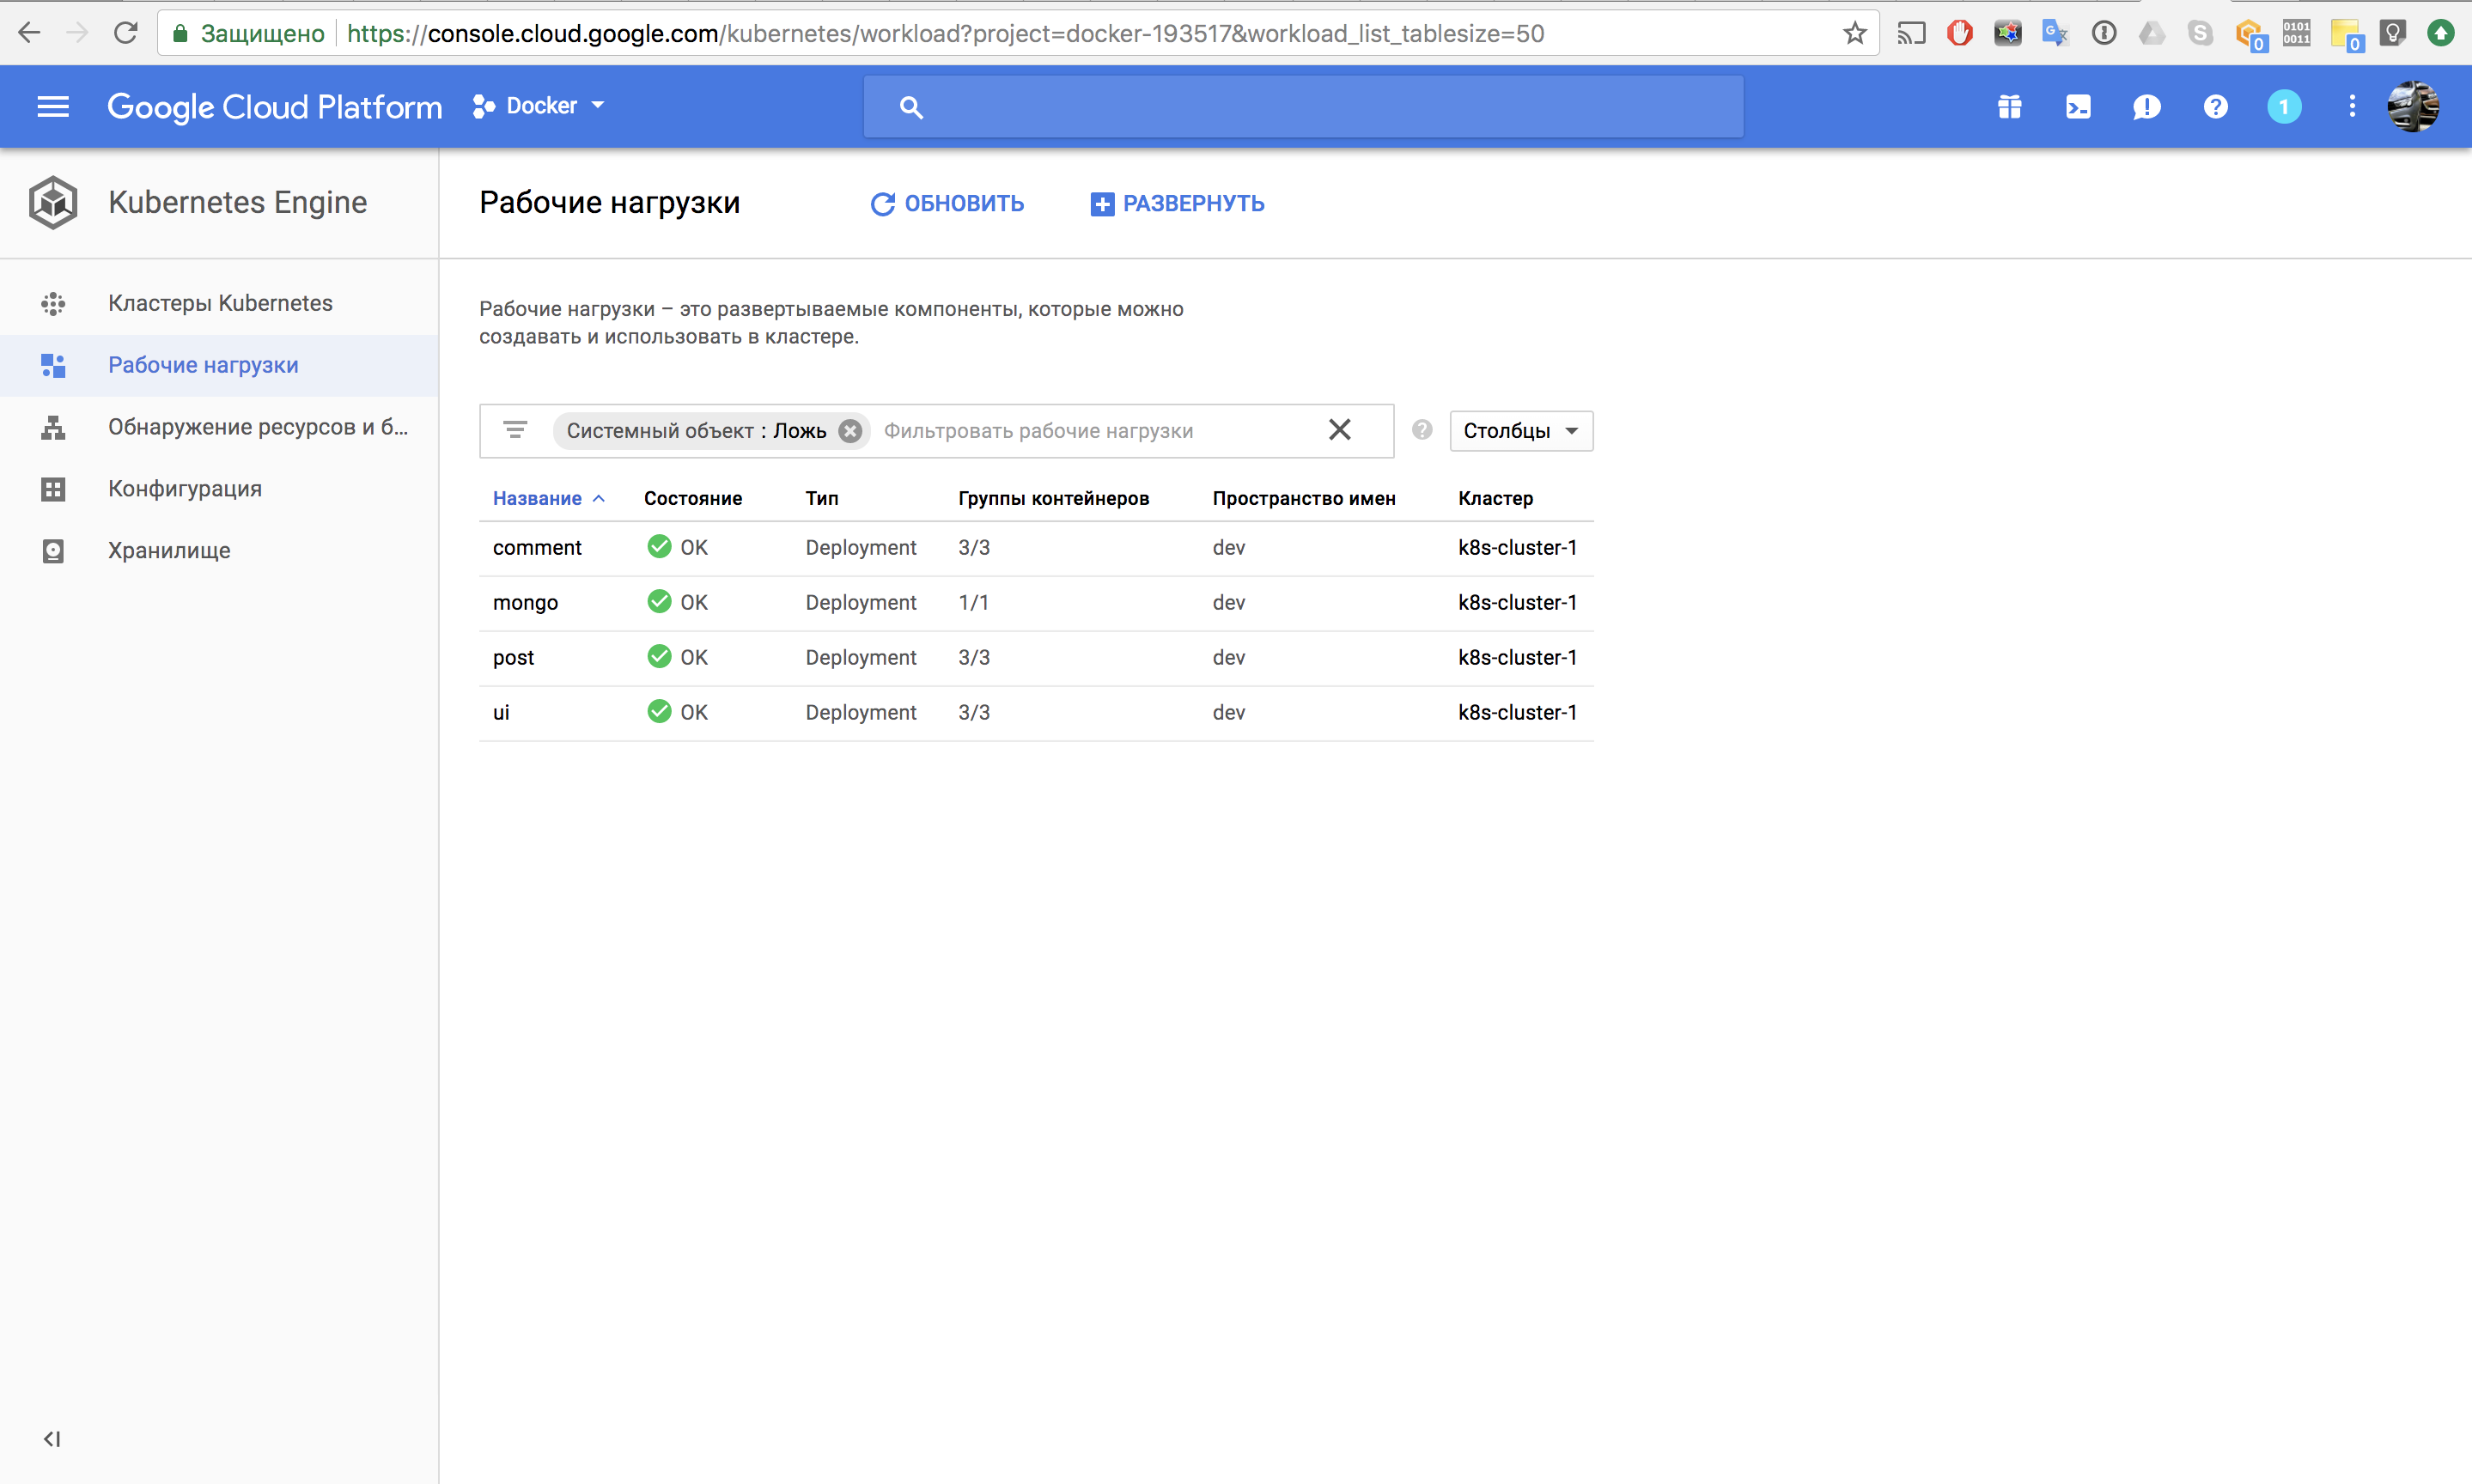 Защищено https://console.cloud.google.com/kubernetes/workload?project=docker-193517&workload_list_tablesize=50
0
0101
0011
0
Google Cloud Platform Docker
1
Kubernetes Engine
Рабочие нагрузки ОБНОВИТЬ РАЗВЕРНУТЬ
Кластеры Kubernetes
Рабочие нагрузки
Обнаружение ресурсов и б...
Конфигурация
Хранилище
Рабочие нагрузки – это развертываемые компоненты, которые можно
создавать и использовать в кластере.
Системный объект : Ложь Фильтровать рабочие нагрузки Столбцы
Название Состояние Тип Группы контейнеров Пространство имен Кластер
comment OK Deployment 3/3 dev k8s-cluster-1
mongo OK Deployment 1/1 dev k8s-cluster-1
post OK Deployment 3/3 dev k8s-cluster-1
ui OK Deployment 3/3 dev k8s-cluster-1